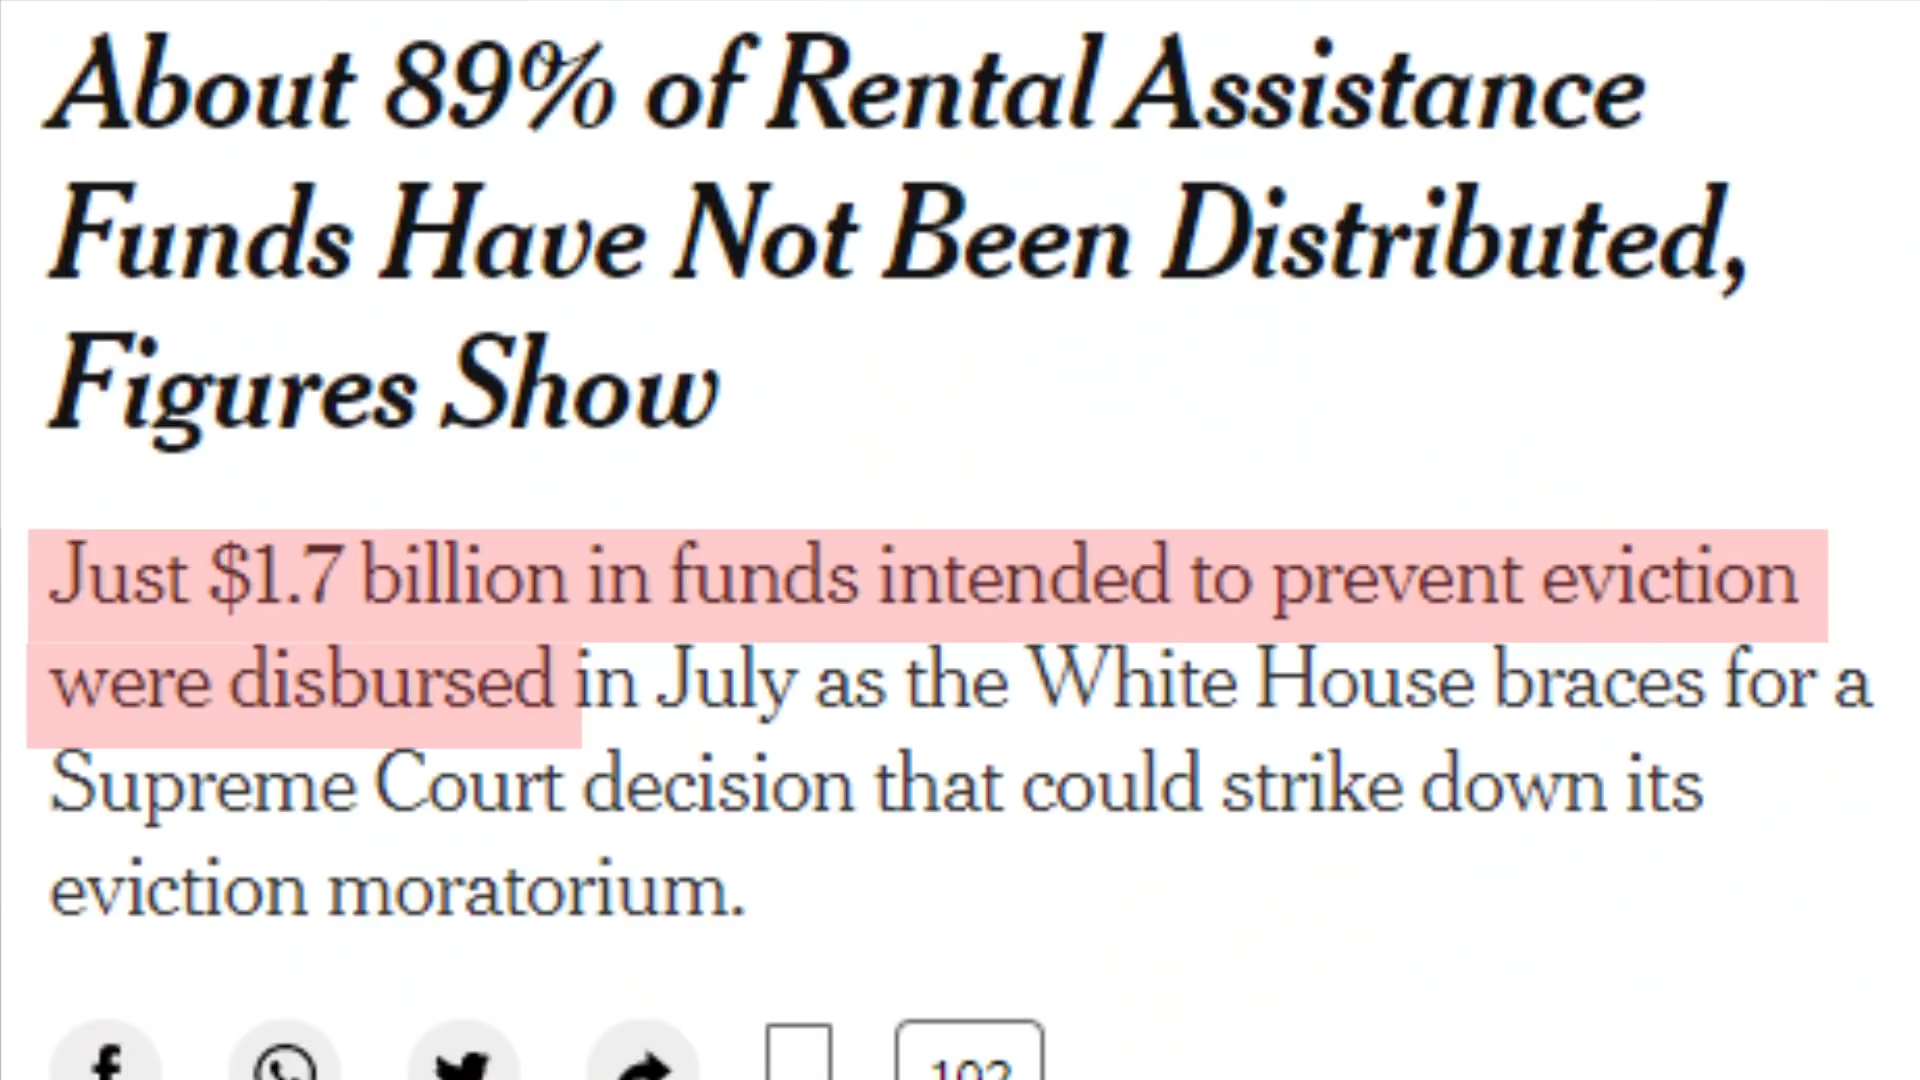 About 89% of Rental Assistance
Funds Have Not Been Distributed,
Figures Show
Just $1.7 billion in funds intended to prevent eviction
were disbursed in July as the White House braces for a
Supreme Court decision that could strike down its
eviction moratorium.
102